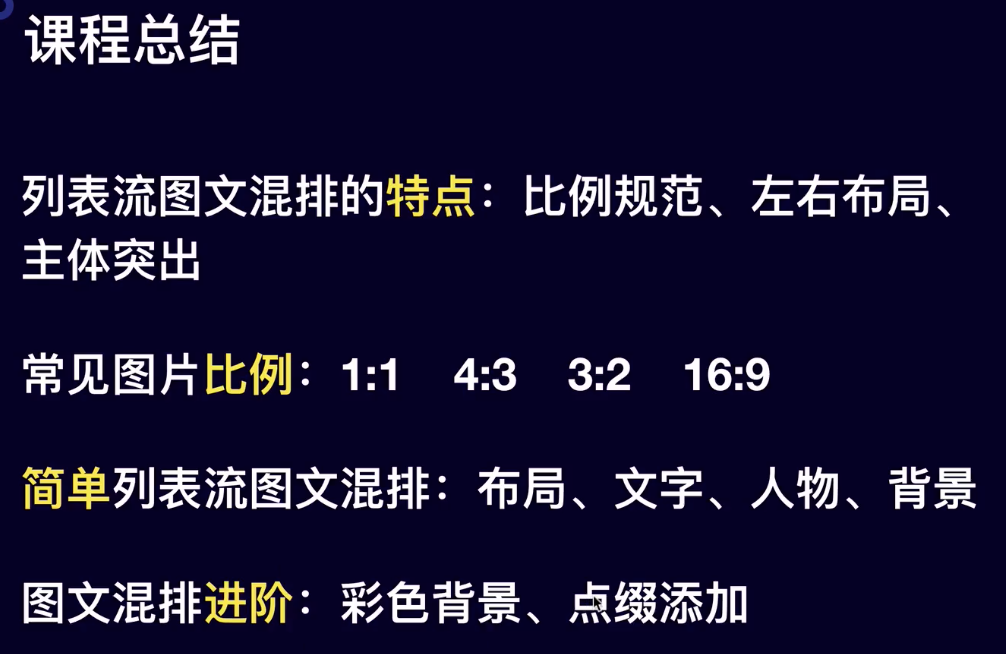 课程总结
列表流图文混排的特点：比例规范、左右布局、
主体突出
常见图片比例：1:1 4:3 3:2 16:9
简单列表流图文混排：布局、文字、人物、背景
图文混排进阶：彩色背景、点缀添加